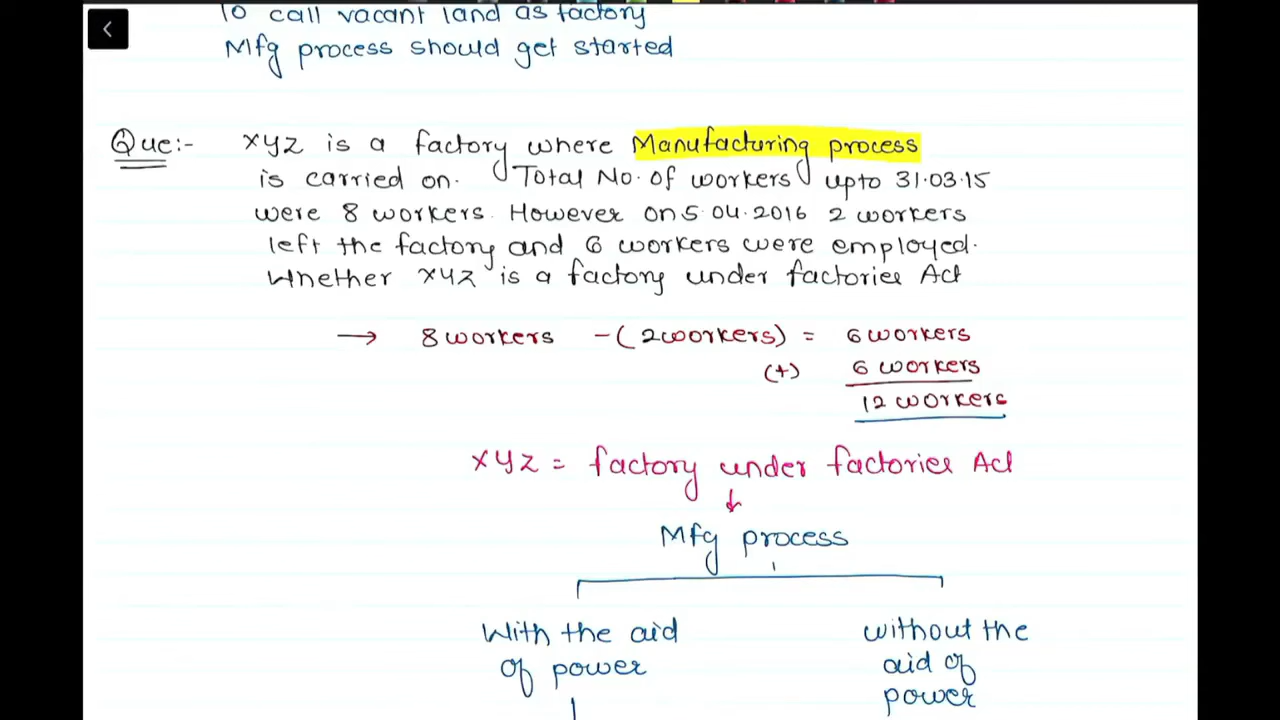 To call vacant land as factory
Mfg process should get started
Que:- XYZ is a factory where Manufacturing process
is carried on. Total No. of workers upto 31.03.15
were 8 workers. However on 5.04.2016 2 workers
left the factory and 6 workers were employed.
Whether XYZ is a factory under factories Act
→ 8 workers - (2 workers) = 6 workers
(+) 6 workers
12 workers
XYZ = factory under factories Act
Mfg process
With the aid of power
without the aid of power